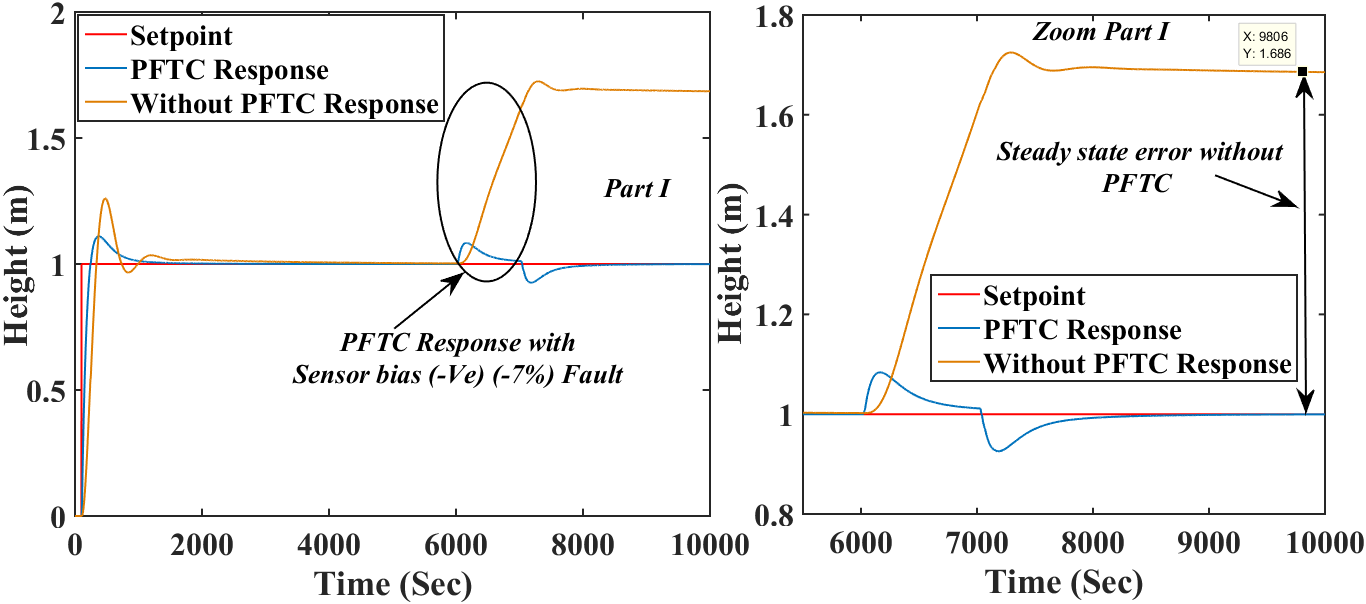 2
1.5
1
0.5
0
Height (m)
Setpoint
PFTC Response
Without PFTC Response
Part I
PFTC Response with
Sensor bias (-Ve) (-7%) Fault
0
2000
4000
6000
8000
10000
Time (Sec)
1.8
1.6
1.4
1.2
1
0.8
Height (m)
Zoom Part I
X: 9806
Y: 1.686
Steady state error without
PFTC
Setpoint
PFTC Response
Without PFTC Response
6000
7000
8000
9000
10000
Time (Sec)